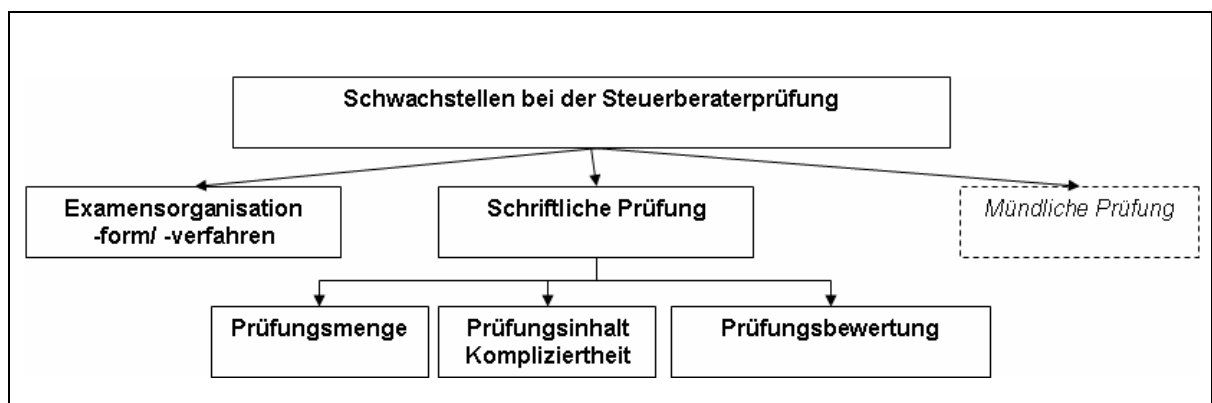 Schwachstellen bei der Steuerberaterprüfung
Examensorganisation
-form/ -verfahren
Schriftliche Prüfung
Mündliche Prüfung
Prüfungsmenge
Prüfungsinhalt
Kompliziertheit
Prüfungsbewertung